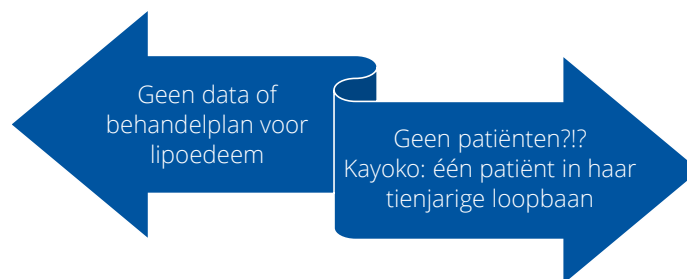 Geen data of
behandelplan voor
lipoedeem
Geen patiënten?!?
Kayoko: één patiënt in haar
tienjarige loopbaan